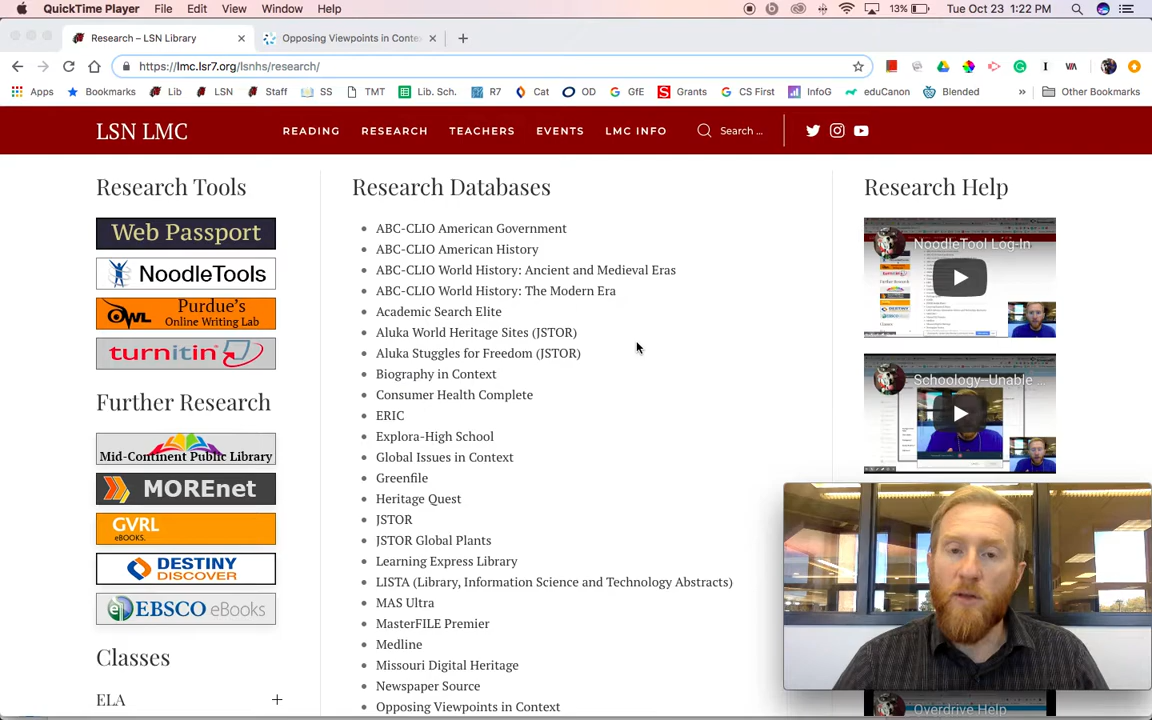 QuickTime Player File Edit View Window Help 13% Tue Oct 23 1:22 PM
Research – LSN Library
Opposing Viewpoints in Conte
https://lmc.lsr7.org/lsnhs/research/
Apps Bookmarks Lib LSN Staff SS TMT Lib. Sch. R7 Cat OD GfE Grants CS First InfoG eduCanon Blended » Other Bookmarks
LSN LMC READING RESEARCH TEACHERS EVENTS LMC INFO Search ...
Research Tools
Web Passport
NoodleTools
OWL Purdue's
Online Writing Lab
turnitin
Further Research
Mid-Continent Public Library
MOREnet
GVRL
eBOOKS.
DESTINY
DISCOVER
EBSCO eBooks
Classes
ELA +
Research Databases
ABC-CLIO American Government
ABC-CLIO American History
ABC-CLIO World History: Ancient and Medieval Eras
ABC-CLIO World History: The Modern Era
Academic Search Elite
Aluka World Heritage Sites (JSTOR)
Aluka Stuggles for Freedom (JSTOR)
Biography in Context
Consumer Health Complete
ERIC
Explora-High School
Global Issues in Context
Greenfile
Heritage Quest
JSTOR
JSTOR Global Plants
Learning Express Library
LISTA (Library, Information Science and Technology Abstracts)
MAS Ultra
MasterFILE Premier
Medline
Missouri Digital Heritage
Newspaper Source
Opposing Viewpoints in Context
Research Help
NoodleTool Log-In
Schoology--Unable ...
Overdrive Help